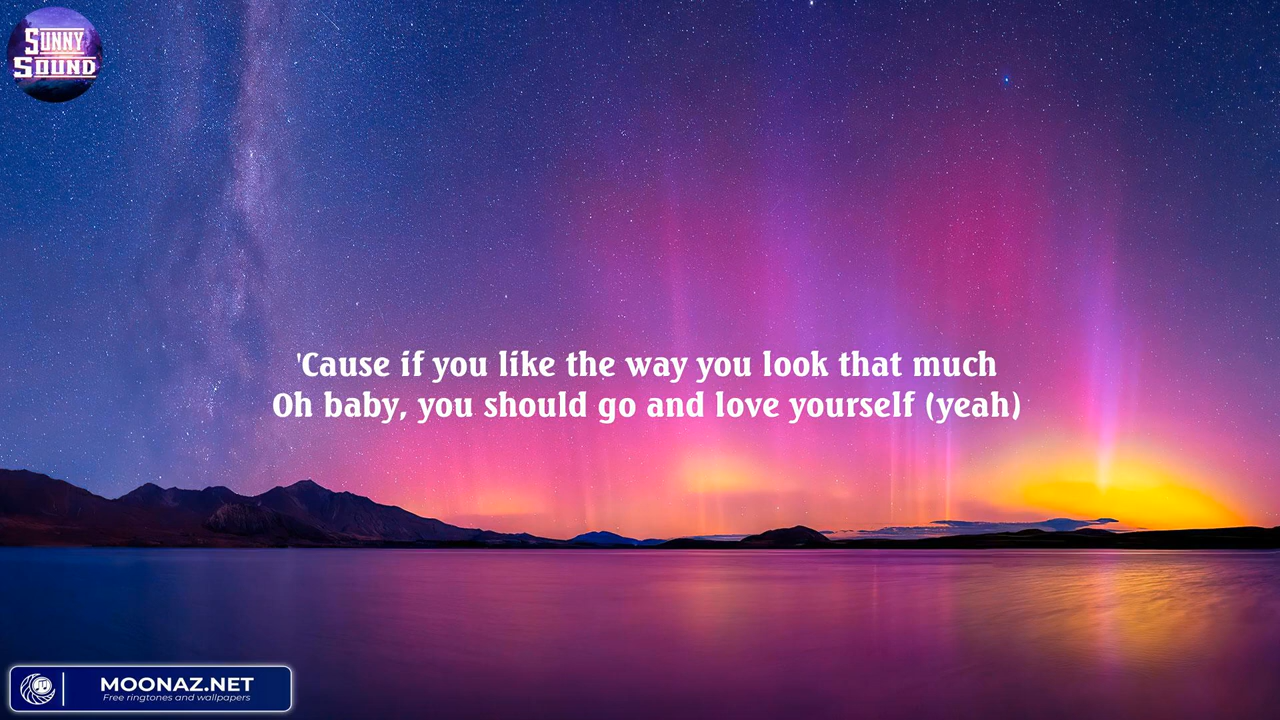 SUNNY
SOUND
'Cause if you like the way you look that much
Oh baby, you should go and love yourself (yeah)
MOONAZ.NET
Free ringtones and wallpapers